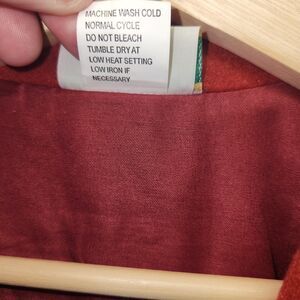 MACHINE WASH COLD
NORMAL CYCLE
DO NOT BLEACH
TUMBLE DRY AT
LOW HEAT SETTING
LOW IRON IF
NECESSARY